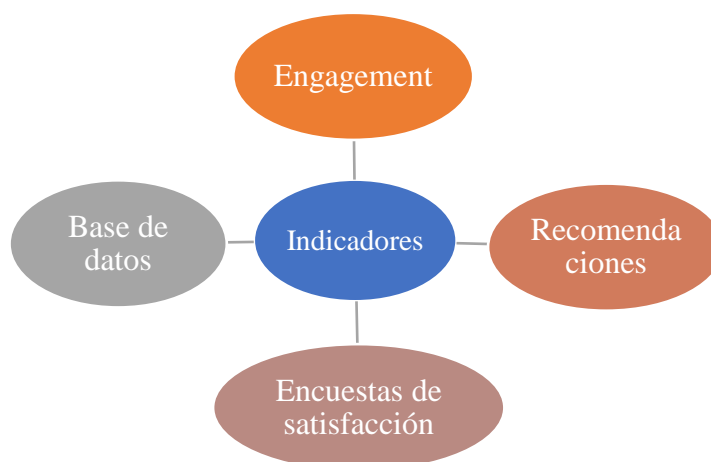 Engagement
Base de
datos
Indicadores
Recomenda
ciones
Encuestas de
satisfacción